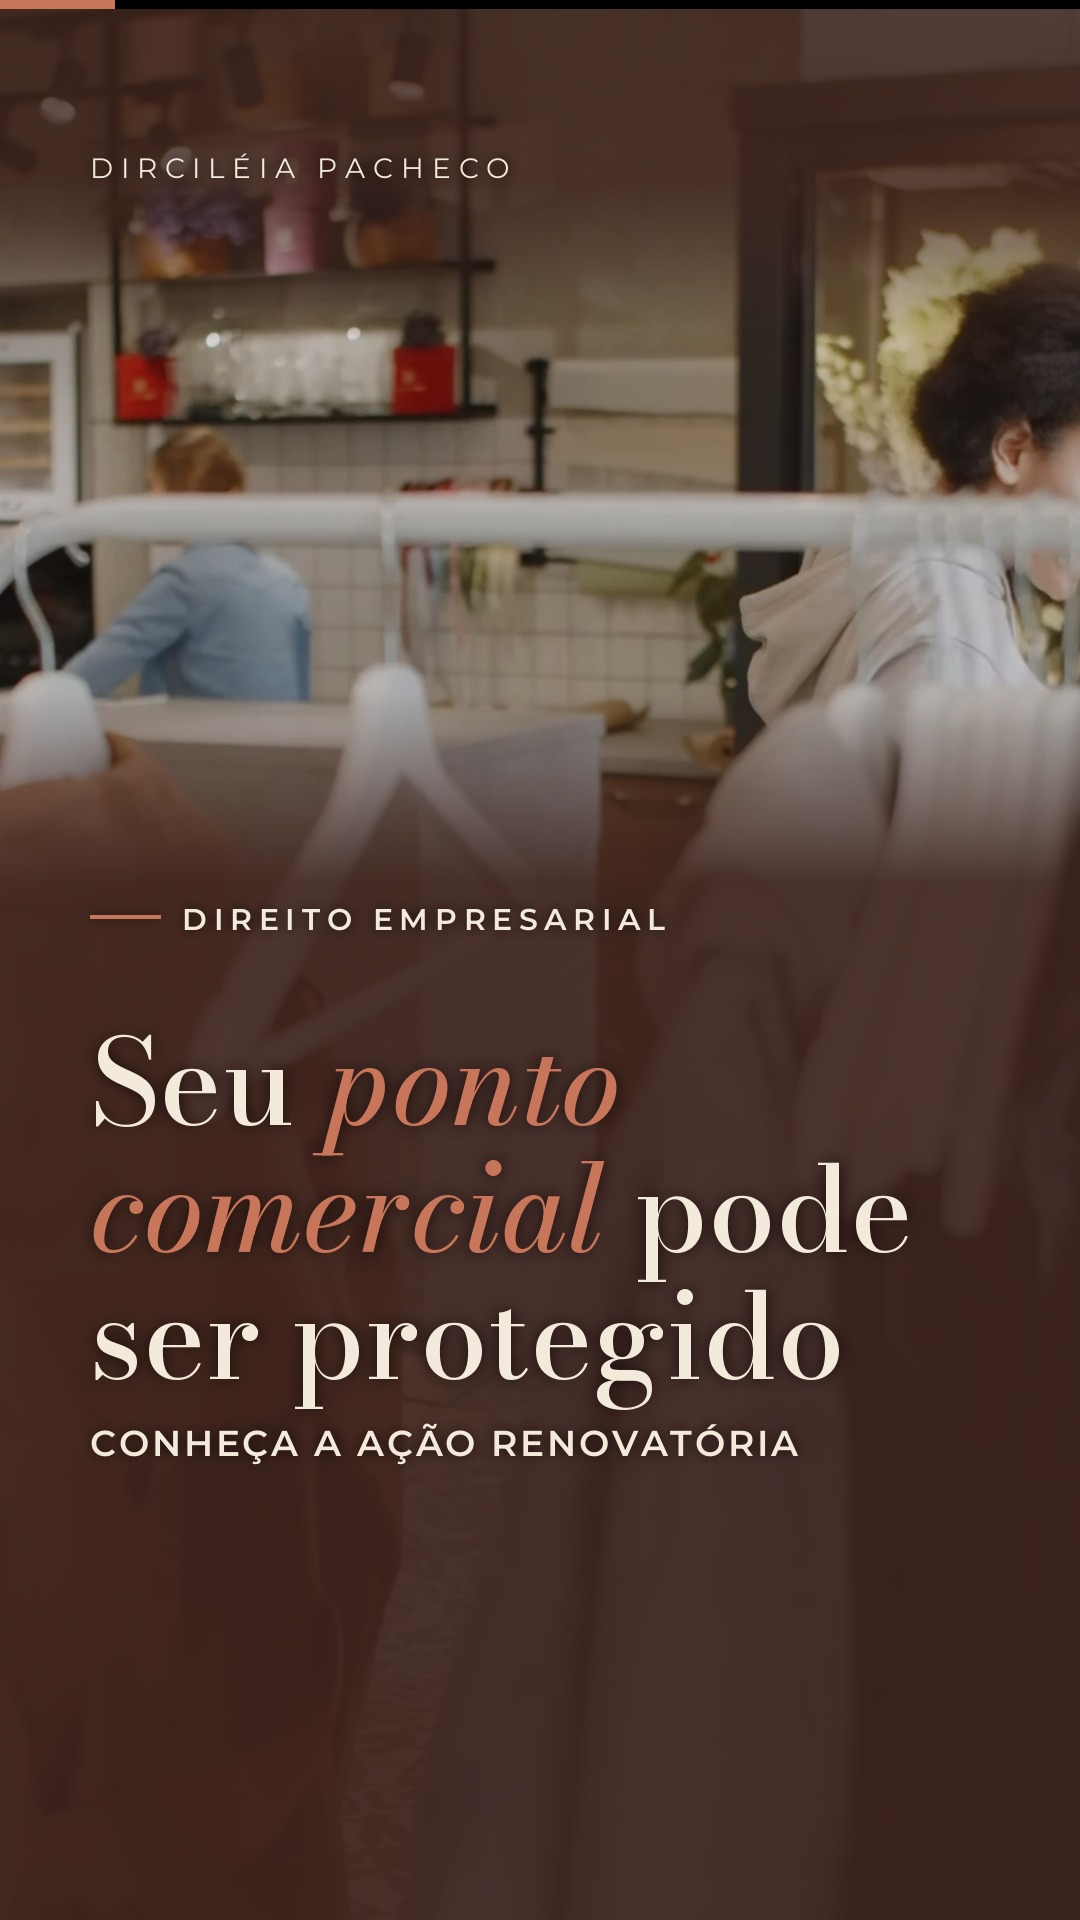 DIRCILÉIA PACHECO
DIREITO EMPRESARIAL
Seu ponto
comercial pode
ser protegido
CONHEÇA A AÇÃO RENOVATÓRIA